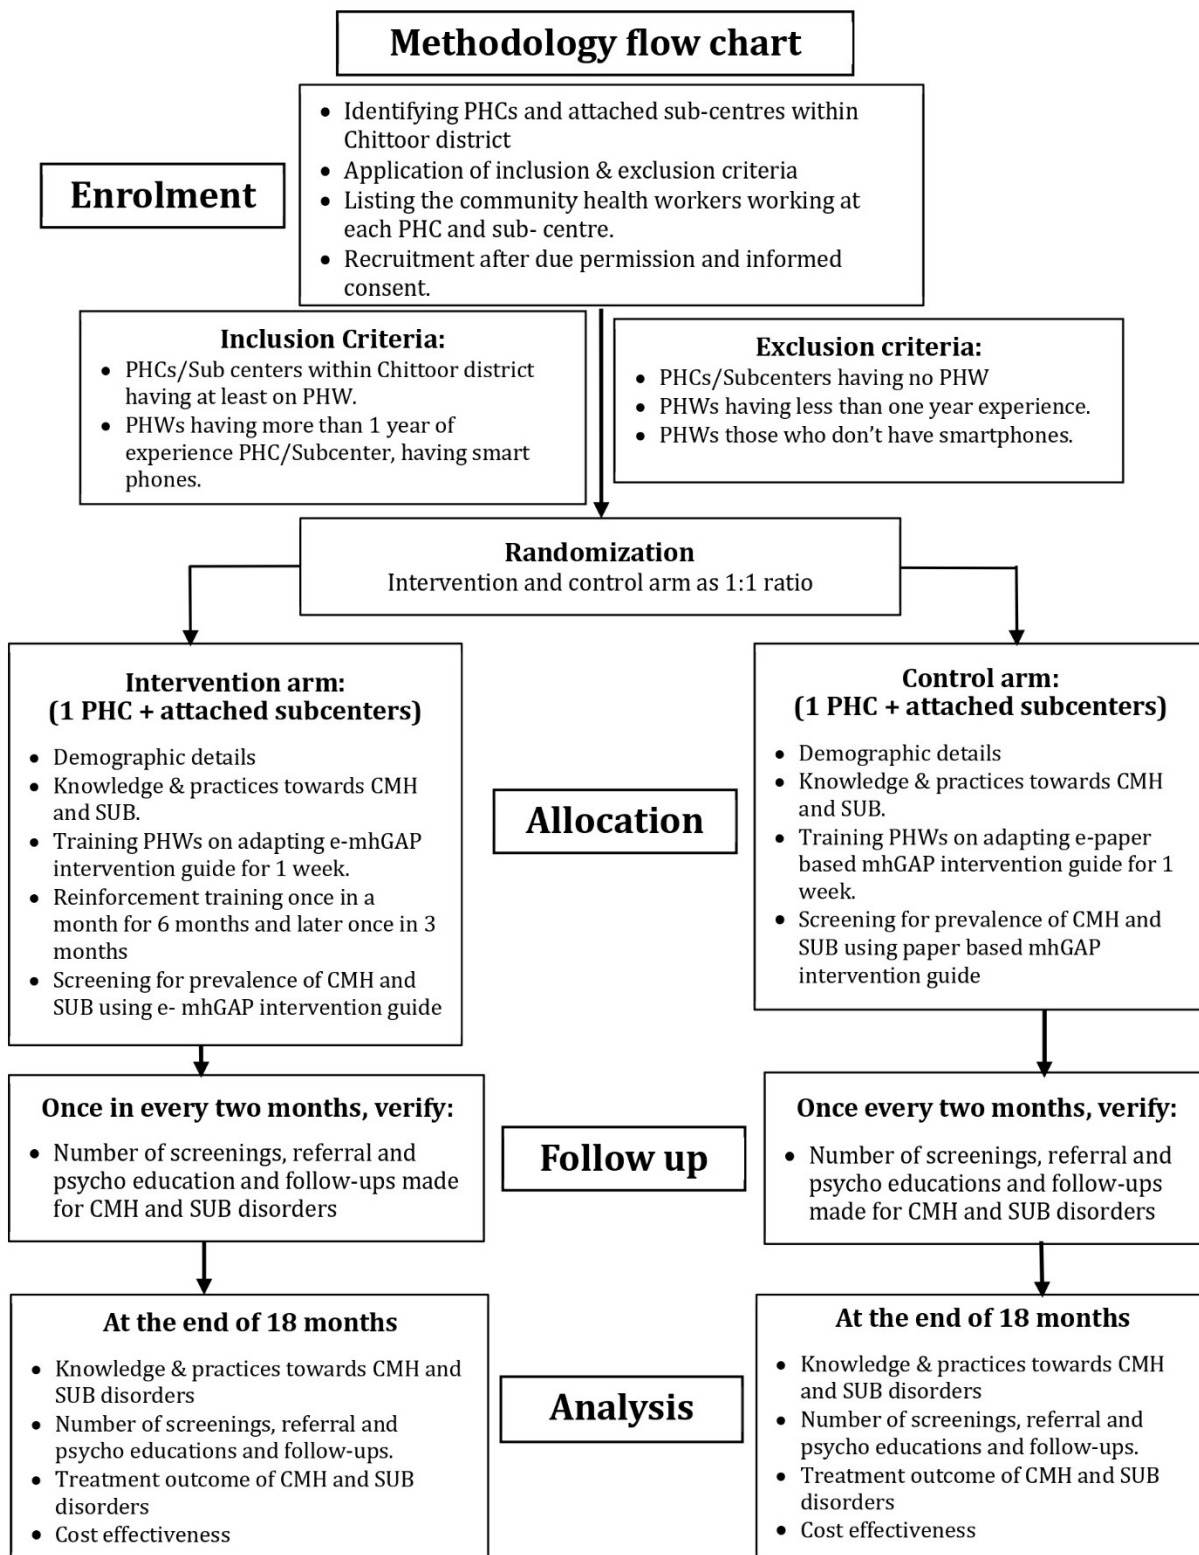 Methodology flow chart
Enrolment
• Identifying PHCs and attached sub-centres within
Chittoor district
• Application of inclusion & exclusion criteria
• Listing the community health workers working at
each PHC and sub- centre.
• Recruitment after due permission and informed
consent.
Inclusion Criteria:
• PHCs/Sub centers within Chittoor district
having at least on PHW.
• PHWs having more than 1 year of
experience PHC/Subcenter, having smart
phones.
Exclusion criteria:
• PHCs/Subcenters having no PHW
• PHWs having less than one year experience.
• PHWs those who don’t have smartphones.
Randomization
Intervention and control arm as 1:1 ratio
Intervention arm:
(1 PHC + attached subcenters)
• Demographic details
• Knowledge & practices towards CMH
and SUB.
• Training PHWs on adapting e-mhGAP
intervention guide for 1 week.
• Reinforcement training once in a
month for 6 months and later once in 3
months
• Screening for prevalence of CMH and
SUB using e- mhGAP intervention guide
Allocation
Control arm:
(1 PHC + attached subcenters)
• Demographic details
• Knowledge & practices towards CMH
and SUB.
• Training PHWs on adapting e-paper
based mhGAP intervention guide for 1
week.
• Screening for prevalence of CMH and
SUB using paper based mhGAP
intervention guide
Once in every two months, verify:
• Number of screenings, referral and
psycho education and follow-ups made
for CMH and SUB disorders
Follow up
Once every two months, verify:
• Number of screenings, referral and
psycho educations and follow-ups
made for CMH and SUB disorders
At the end of 18 months
• Knowledge & practices towards CMH and
SUB disorders
• Number of screenings, referral and
psycho educations and follow-ups.
• Treatment outcome of CMH and SUB
disorders
• Cost effectiveness
Analysis
At the end of 18 months
• Knowledge & practices towards CMH
and SUB disorders
• Number of screenings, referral and
psycho educations and follow-ups.
• Treatment outcome of CMH and SUB
disorders
• Cost effectiveness